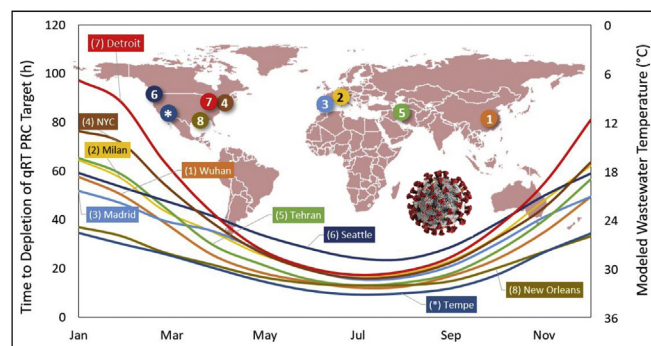 Time to Depletion of qRT PRC Target (h)
120
100
80
60
40
20
0
(7) Detroit
(4) NYC
(2) Milan
(1) Wuhan
(3) Madrid
(5) Tehran
(6) Seattle
(*) Tempe
(8) New Orleans
6
*
7
4
8
3
2
5
1
Jan
Mar
May
Jul
Sep
Nov
0
6
12
18
24
30
36
Modeled Wastewater Temperature (°C)